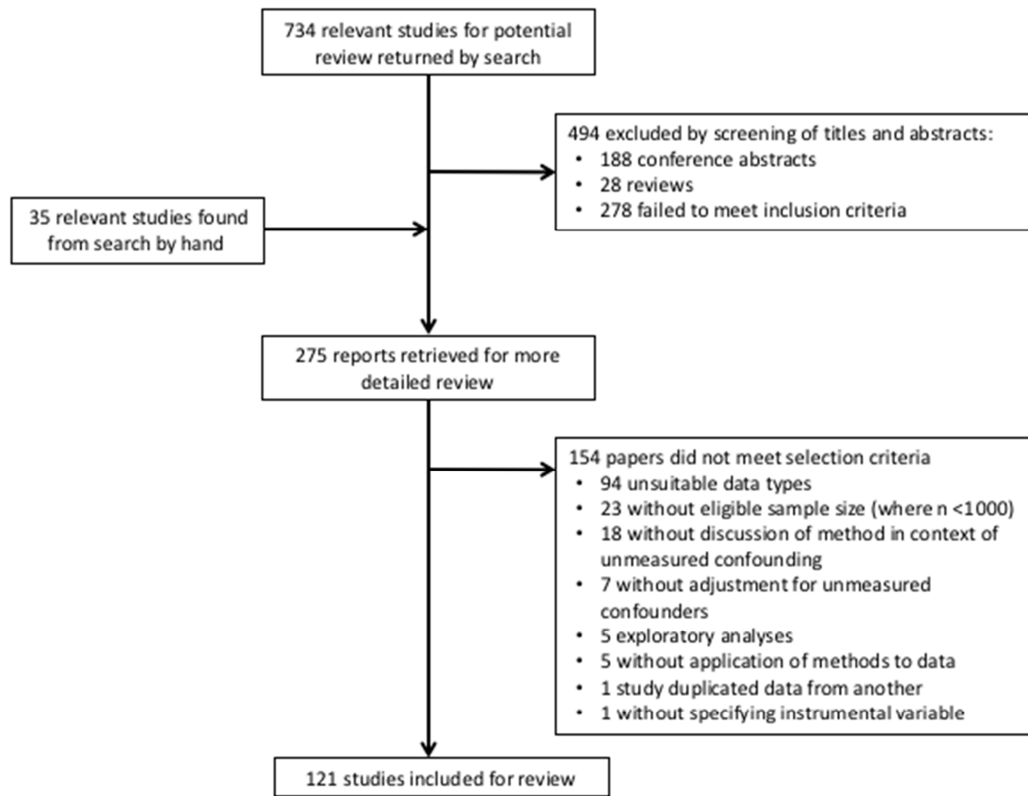 734 relevant studies for potential
review returned by search
494 excluded by screening of titles and abstracts:
• 188 conference abstracts
• 28 reviews
• 278 failed to meet inclusion criteria
35 relevant studies found
from search by hand
275 reports retrieved for more
detailed review
154 papers did not meet selection criteria
• 94 unsuitable data types
• 23 without eligible sample size (where n <1000)
• 18 without discussion of method in context of
unmeasured confounding
• 7 without adjustment for unmeasured
confounders
• 5 exploratory analyses
• 5 without application of methods to data
• 1 study duplicated data from another
• 1 without specifying instrumental variable
121 studies included for review